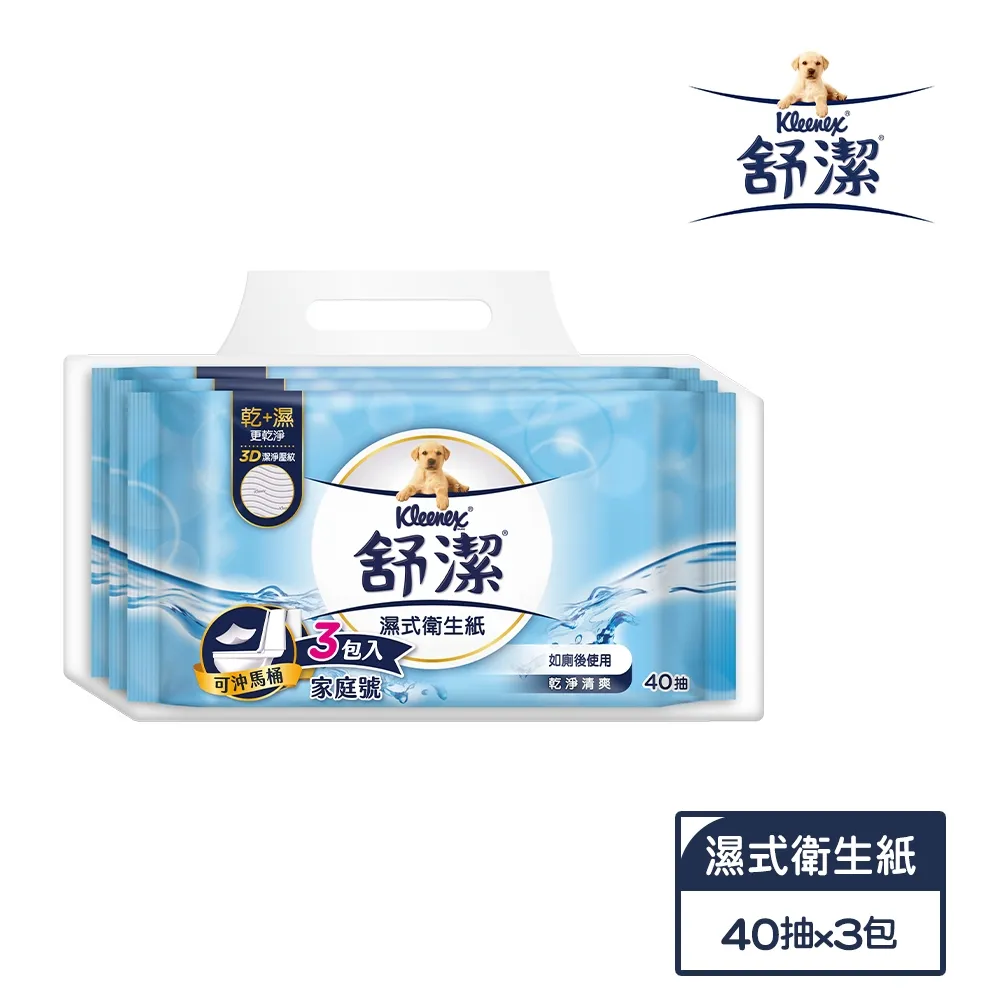 Kleenex®
舒潔®
乾+濕
更乾淨
3D潔淨壓紋
Kleenex®
舒潔®
濕式衛生紙
3包入
可沖馬桶
家庭號
如廁後使用
乾淨清爽
40抽
濕式衛生紙
40抽x3包